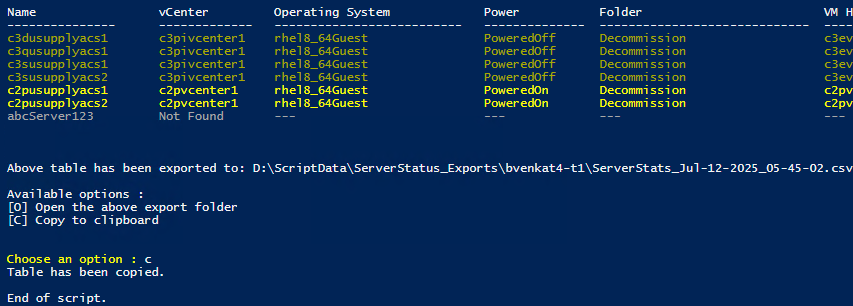 Name vCenter Operating System Power Folder VM H
--------------- ------------ -------------------------- ------------ --------------------------- ----
c3dusupplyacs1 c3pivcenter1 rhel8_64Guest PoweredOff Decommission c3ev
c3qusupplyacs1 c3pivcenter1 rhel8_64Guest PoweredOff Decommission c3ev
c3susupplyacs1 c3pivcenter1 rhel8_64Guest PoweredOff Decommission c3ev
c3susupplyacs2 c3pivcenter1 rhel8_64Guest PoweredOff Decommission c3ev
c2pusupplyacs1 c2pvcenter1 rhel8_64Guest PoweredOn Decommission c2pv
c2pusupplyacs2 c2pvcenter1 rhel8_64Guest PoweredOn Decommission c2pv
abcServer123 Not Found --- --- --- ---
Above table has been exported to: D:\ScriptData\ServerStatus_Exports\bvenkat4-t1\ServerStats_Jul-12-2025_05-45-02.csv
Available options :
[O] Open the above export folder
[C] Copy to clipboard
Choose an option : c
Table has been copied.
End of script.